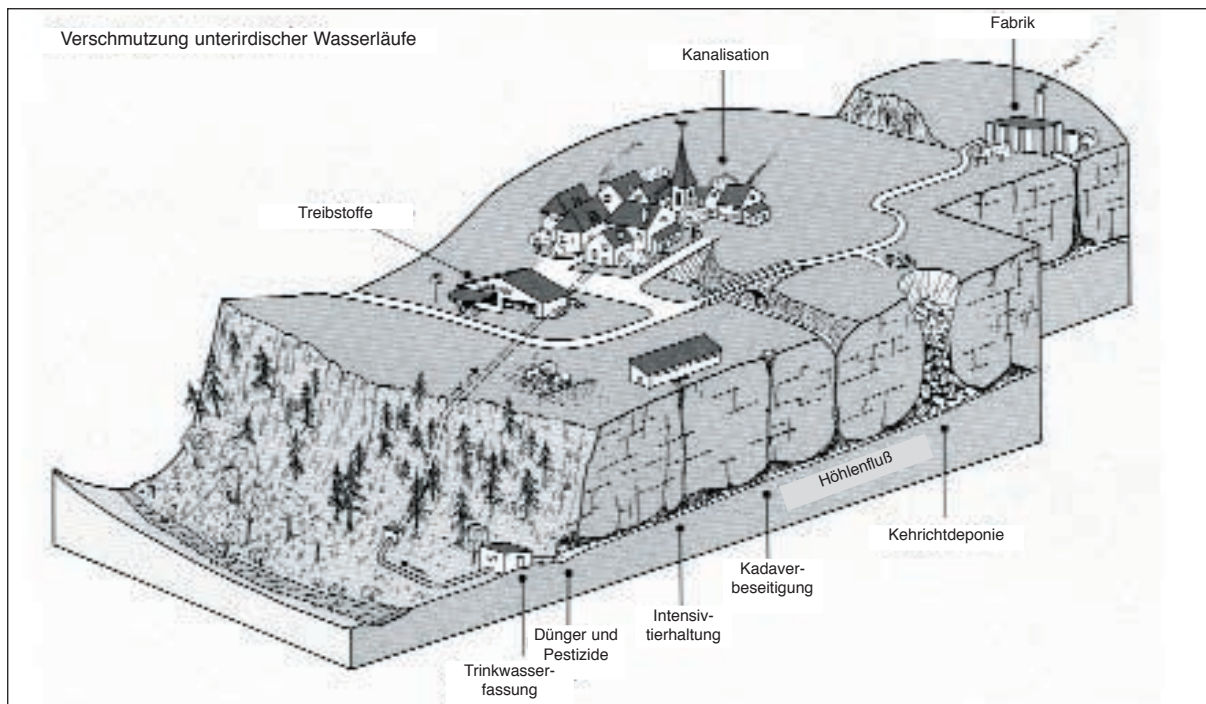 Verschmutzung unterirdischer Wasserläufe
Fabrik
Kanalisation
Treibstoffe
Höhlenfluß
Kehrichtdeponie
Kadaver-
beseitigung
Intensiv-
tierhaltung
Dünger und
Pestizide
Trinkwasser-
fassung